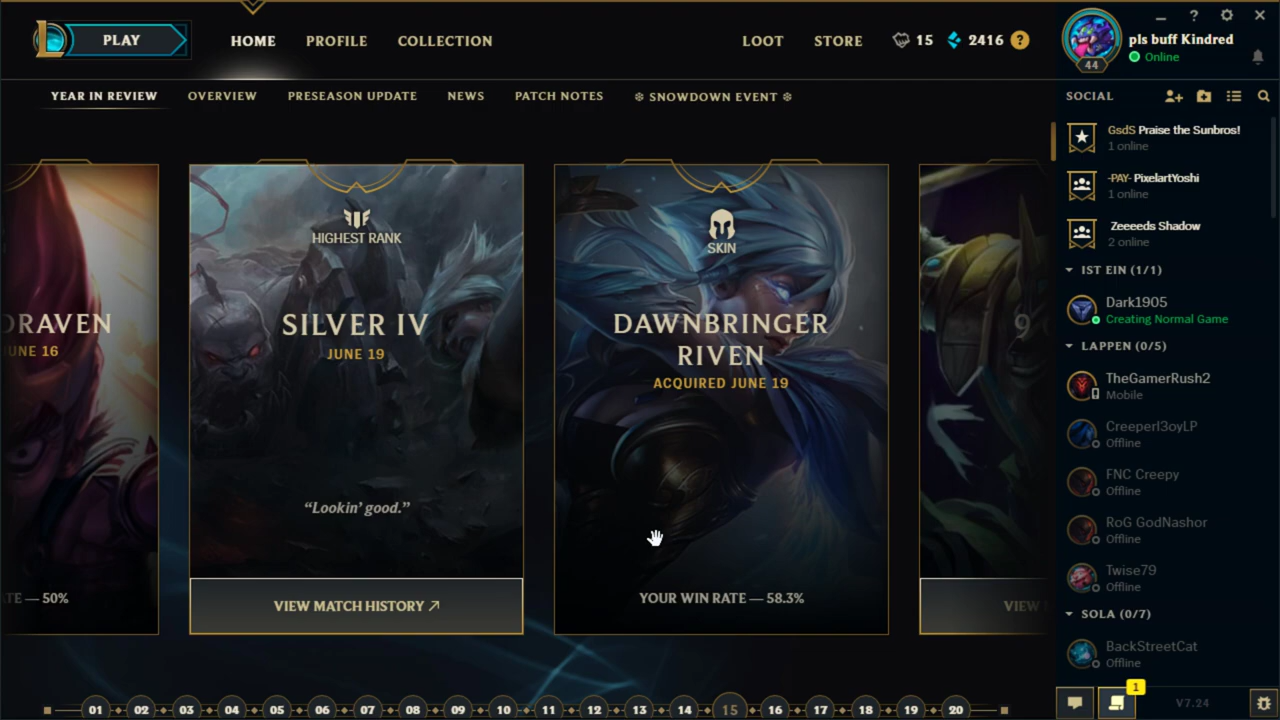 PLAY
HOME
PROFILE
COLLECTION
LOOT
STORE
15
2416
?
?
pls buff Kindred
44
Online
YEAR IN REVIEW
OVERVIEW
PRESEASON UPDATE
NEWS
PATCH NOTES
❄ SNOWDOWN EVENT ❄
DRAVEN
JUNE 16
— 50%
HIGHEST RANK
SILVER IV
JUNE 19
“Lookin’ good.”
VIEW MATCH HISTORY ↗
SKIN
DAWNBRINGER
RIVEN
ACQUIRED JUNE 19
YOUR WIN RATE — 58.3%
9
VIEW
SOCIAL
GsdS Praise the Sunbros!
1 online
-PAY- PixelartYoshi
1 online
Zeeeeds Shadow
2 online
IST EIN (1/1)
Dark1905
Creating Normal Game
LAPPEN (0/5)
TheGamerRush2
Mobile
Creeperl3oyLP
Offline
FNC Creepy
Offline
RoG GodNashor
Offline
Twise79
Offline
SOLA (0/7)
BackStreetCat
Offline
01 02 03 04 05 06 07 08 09 10 11 12 13 14 15 16 17 18 19 20
1
V7.24